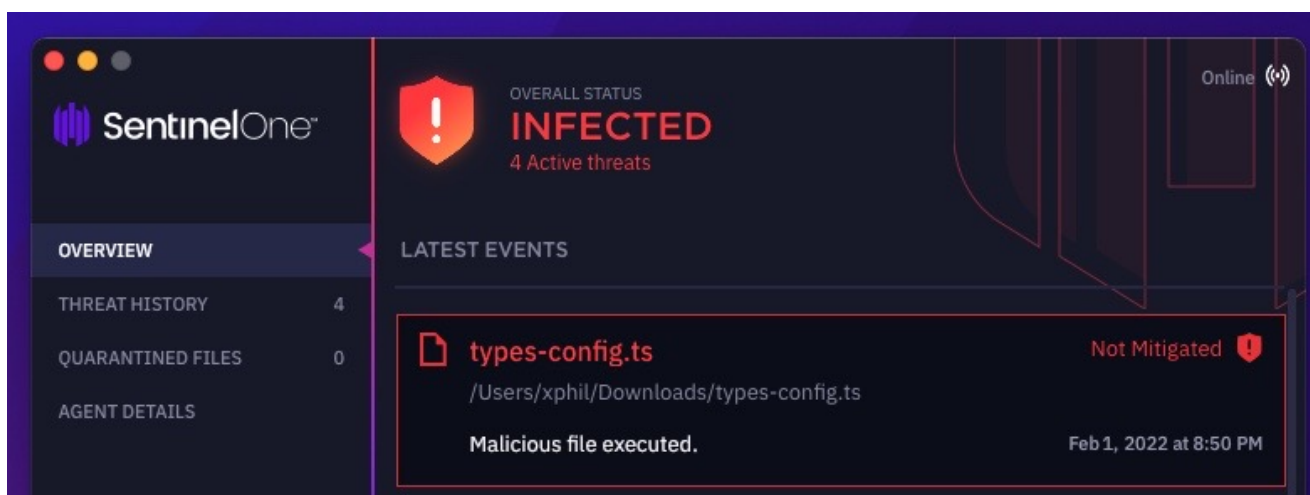 SentinelOne™
OVERVIEW
THREAT HISTORY 4
QUARANTINED FILES 0
AGENT DETAILS
Online
OVERALL STATUS
INFECTED
4 Active threats
LATEST EVENTS
types-config.ts Not Mitigated
/Users/xphil/Downloads/types-config.ts
Malicious file executed. Feb 1, 2022 at 8:50 PM